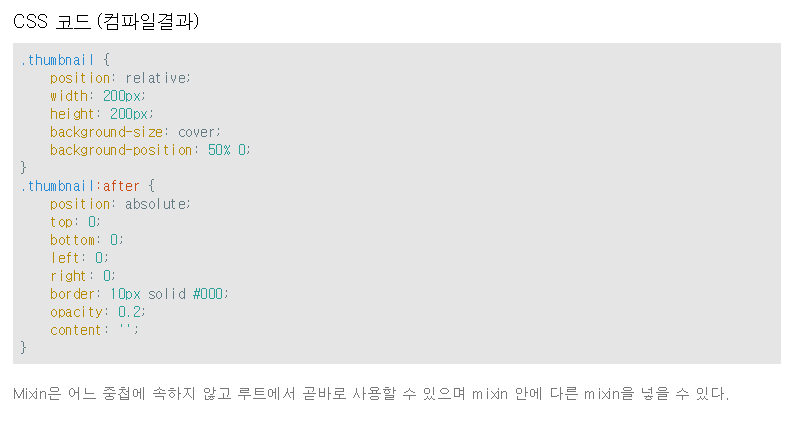 CSS 코드 (컴파일결과)
.thumbnail {
    position: relative;
    width: 200px;
    height: 200px;
    background-size: cover;
    background-position: 50% 0;
}
.thumbnail:after {
    position: absolute;
    top: 0;
    bottom: 0;
    left: 0;
    right: 0;
    border: 10px solid #000;
    opacity: 0.2;
    content: '';
}
Mixin은 어느 중첩에 속하지 않고 루트에서 곧바로 사용할 수 있으며 mixin 안에 다른 mixin을 넣을 수 있다.